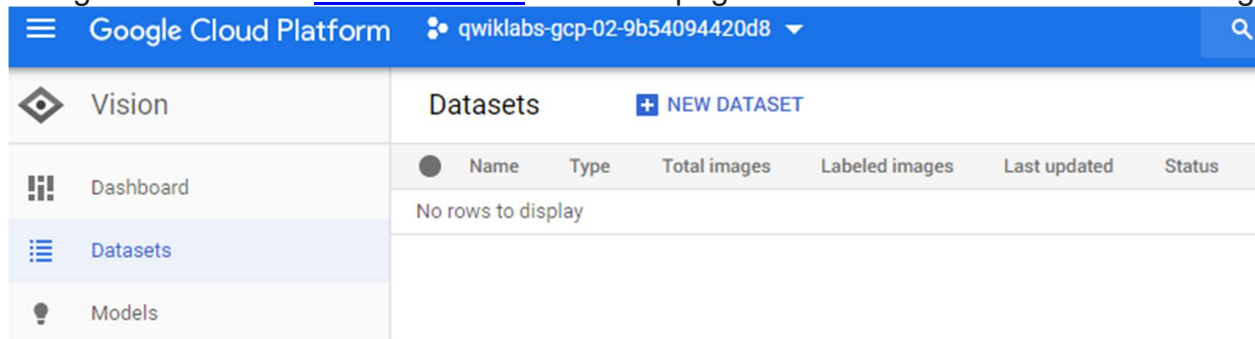 Google Cloud Platform qwiklabs-gcp-02-9b54094420d8
Vision
Datasets NEW DATASET
Name Type Total images Labeled images Last updated Status
Dashboard
No rows to display
Datasets
Models